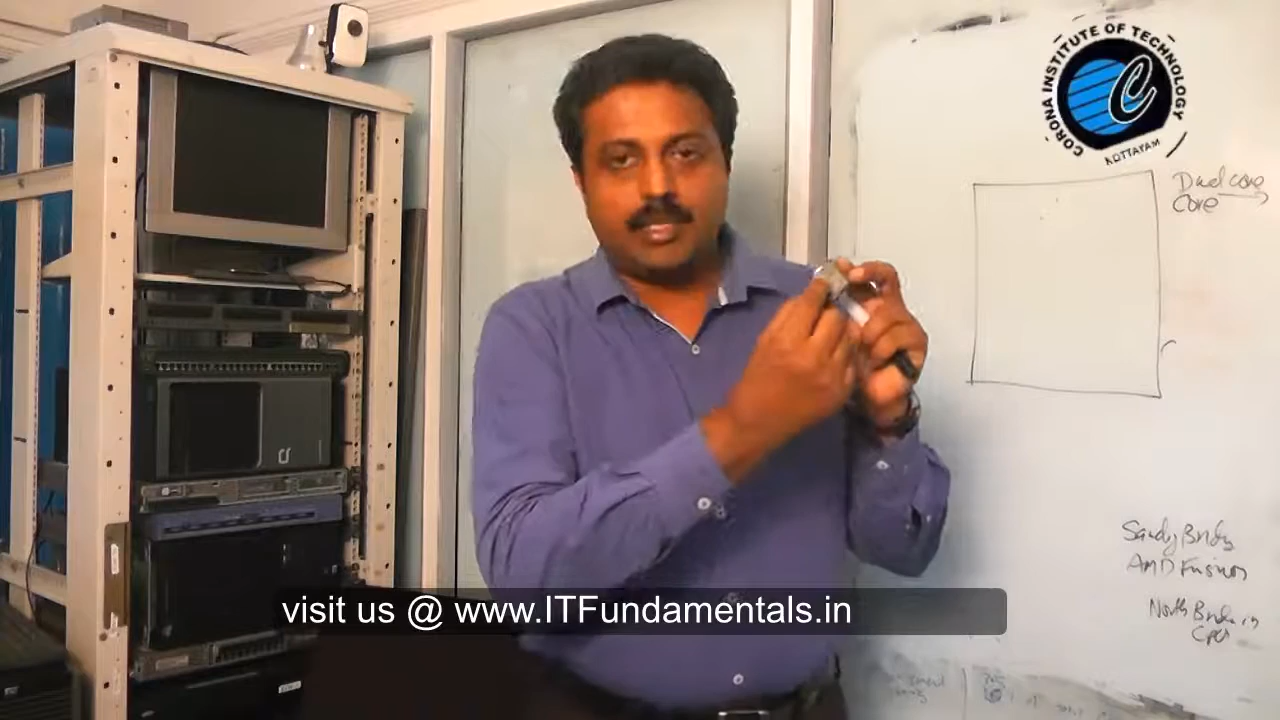 CORONA INSTITUTE OF TECHNOLOGY
C
KOTTAYAM
Dual core
Core
Sandy Bridge
AMD Fusion
North Bridge in
CPU
visit us @ www.ITFundamentals.in